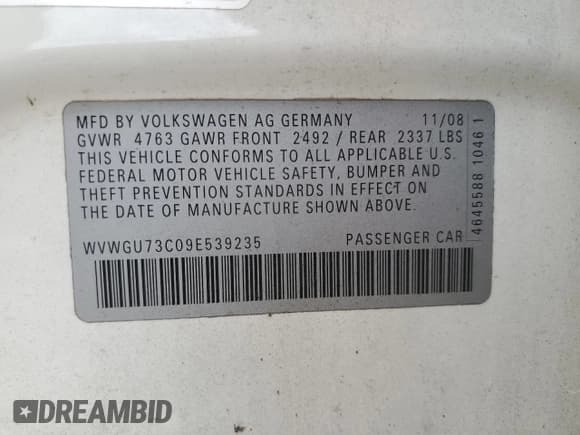 MFD BY VOLKSWAGEN AG GERMANY 11/08
GVWR 4763 GAWR FRONT 2492 / REAR 2337 LBS
THIS VEHICLE CONFORMS TO ALL APPLICABLE U.S.
FEDERAL MOTOR VEHICLE SAFETY, BUMPER AND
THEFT PREVENTION STANDARDS IN EFFECT ON
THE DATE OF MANUFACTURE SHOWN ABOVE.
WVWGU73C09E539235 PASSENGER CAR
4645588 1046 1
DREAMBID